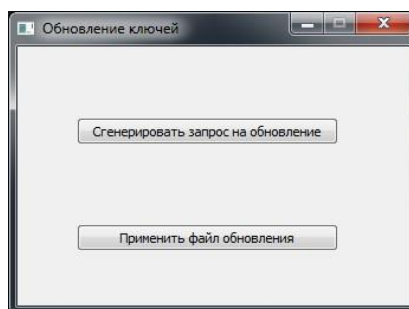 Обновление ключей
Сгенерировать запрос на обновление
Применить файл обновления